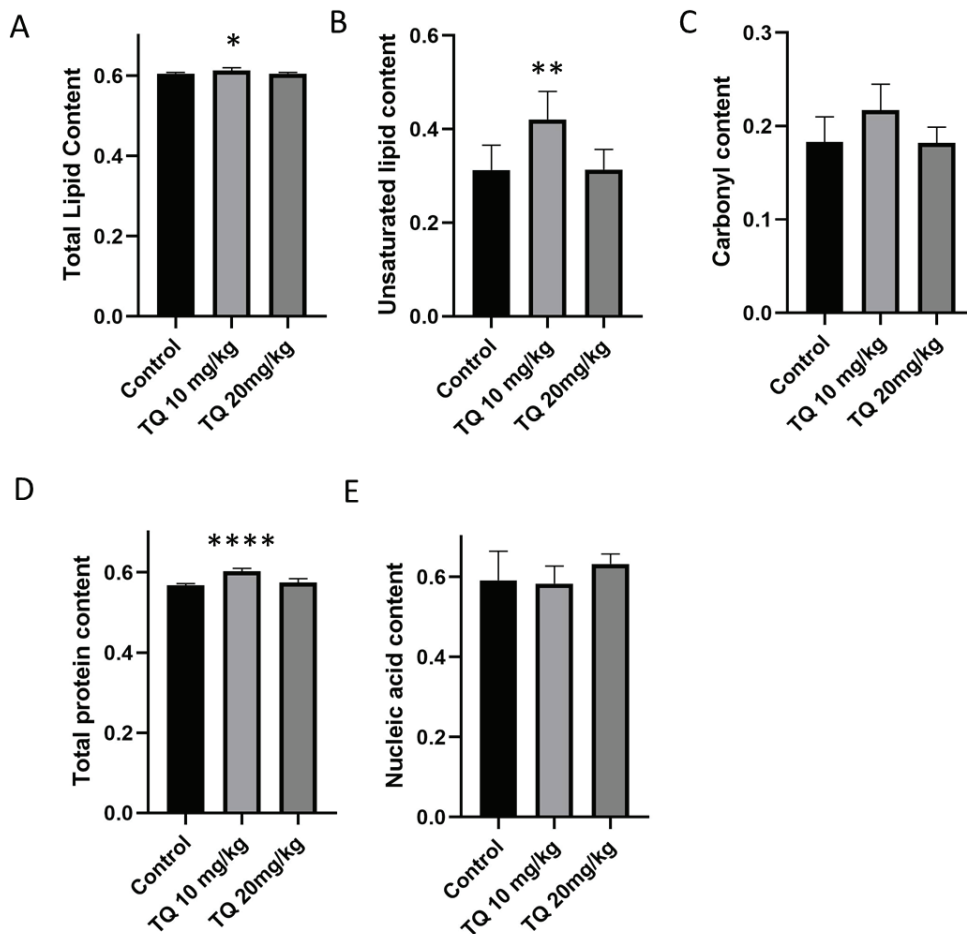 A
Total Lipid Content
0.6
0.4
0.2
0.0
*
Control
TQ 10 mg/kg
TQ 20mg/kg
B
Unsaturated lipid content
0.6
0.4
0.2
0.0
**
Control
TQ 10 mg/kg
TQ 20mg/kg
C
Carbonyl content
0.3
0.2
0.1
0.0
Control
TQ 10 mg/kg
TQ 20mg/kg
D
Total protein content
0.6
0.4
0.2
0.0
****
Control
TQ 10 mg/kg
TQ 20mg/kg
E
Nucleic acid content
0.6
0.4
0.2
0.0
Control
TQ 10 mg/kg
TQ 20mg/kg